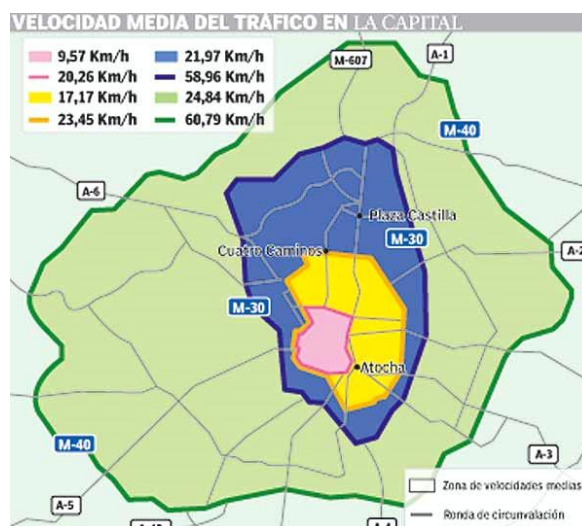 VELOCIDAD MEDIA DEL TRÁFICO EN LA CAPITAL
9,57 Km/h
20,26 Km/h
17,17 Km/h
23,45 Km/h
21,97 Km/h
58,96 Km/h
24,84 Km/h
60,79 Km/h
M-607
A-1
M-40
A-6
Plaza Castilla
M-30
Cuatro Caminos
A-2
M-30
Atocha
M-40
A-3
A-5
A-4
Zona de velocidades medias
Ronda de circunvalación